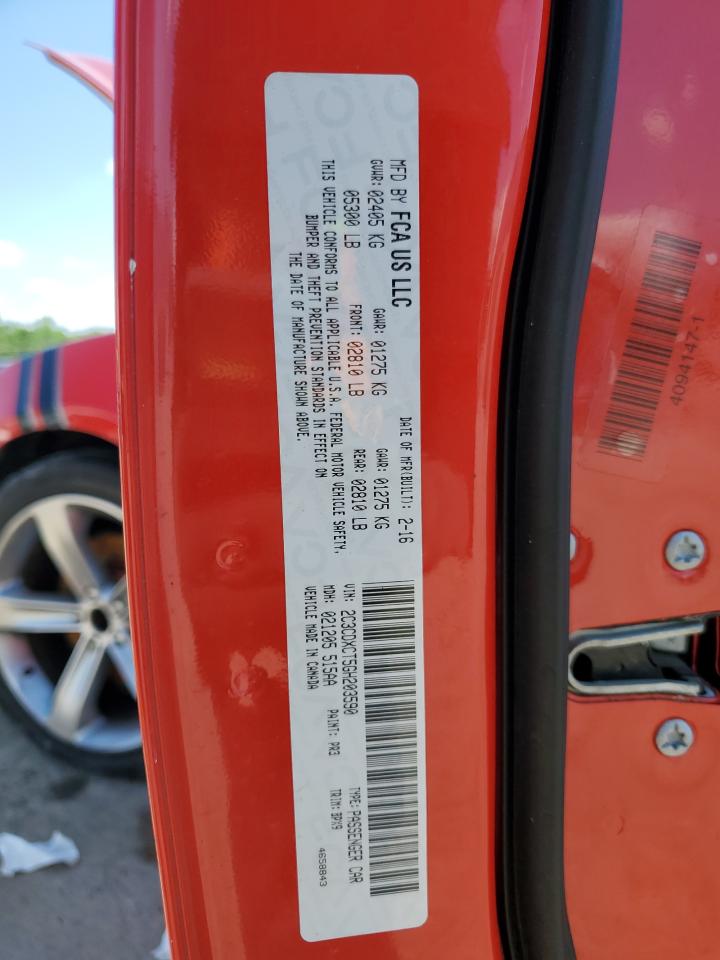 MFD BY FCA US LLC
DATE OF MFR(BUILT): 2-16
GVWR: 02405 KG
GAWR: 01275 KG
GAWR: 01275 KG
05300 LB
FRONT: 02810 LB
REAR: 02810 LB
THIS VEHICLE CONFORMS TO ALL APPLICABLE U.S.A. FEDERAL MOTOR VEHICLE SAFETY,
BUMPER AND THEFT PREVENTION STANDARDS IN EFFECT ON
THE DATE OF MANUFACTURE SHOWN ABOVE.
VIN: 2C3CDXCT5GH203590
TYPE: PASSENGER CAR
MDH: 021205 515AA
PAINT: PR3
TRIM: BPX9
VEHICLE MADE IN CANADA
4658843
4094147-1